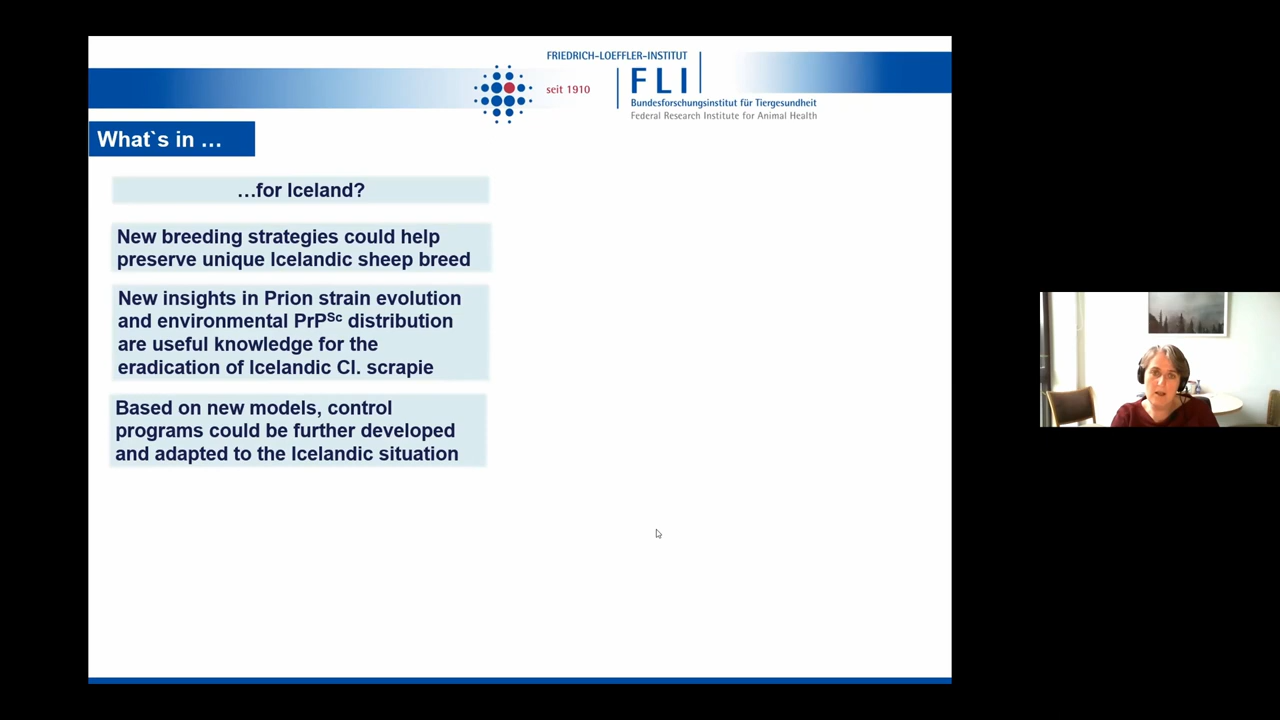 FRIEDRICH-LOEFFLER-INSTITUT
FLI
seit 1910
Bundesforschungsinstitut für Tiergesundheit
Federal Research Institute for Animal Health
What`s in …
…for Iceland?
New breeding strategies could help
preserve unique Icelandic sheep breed
New insights in Prion strain evolution
and environmental PrPˢᶜ distribution
are useful knowledge for the
eradication of Icelandic Cl. scrapie
Based on new models, control
programs could be further developed
and adapted to the Icelandic situation